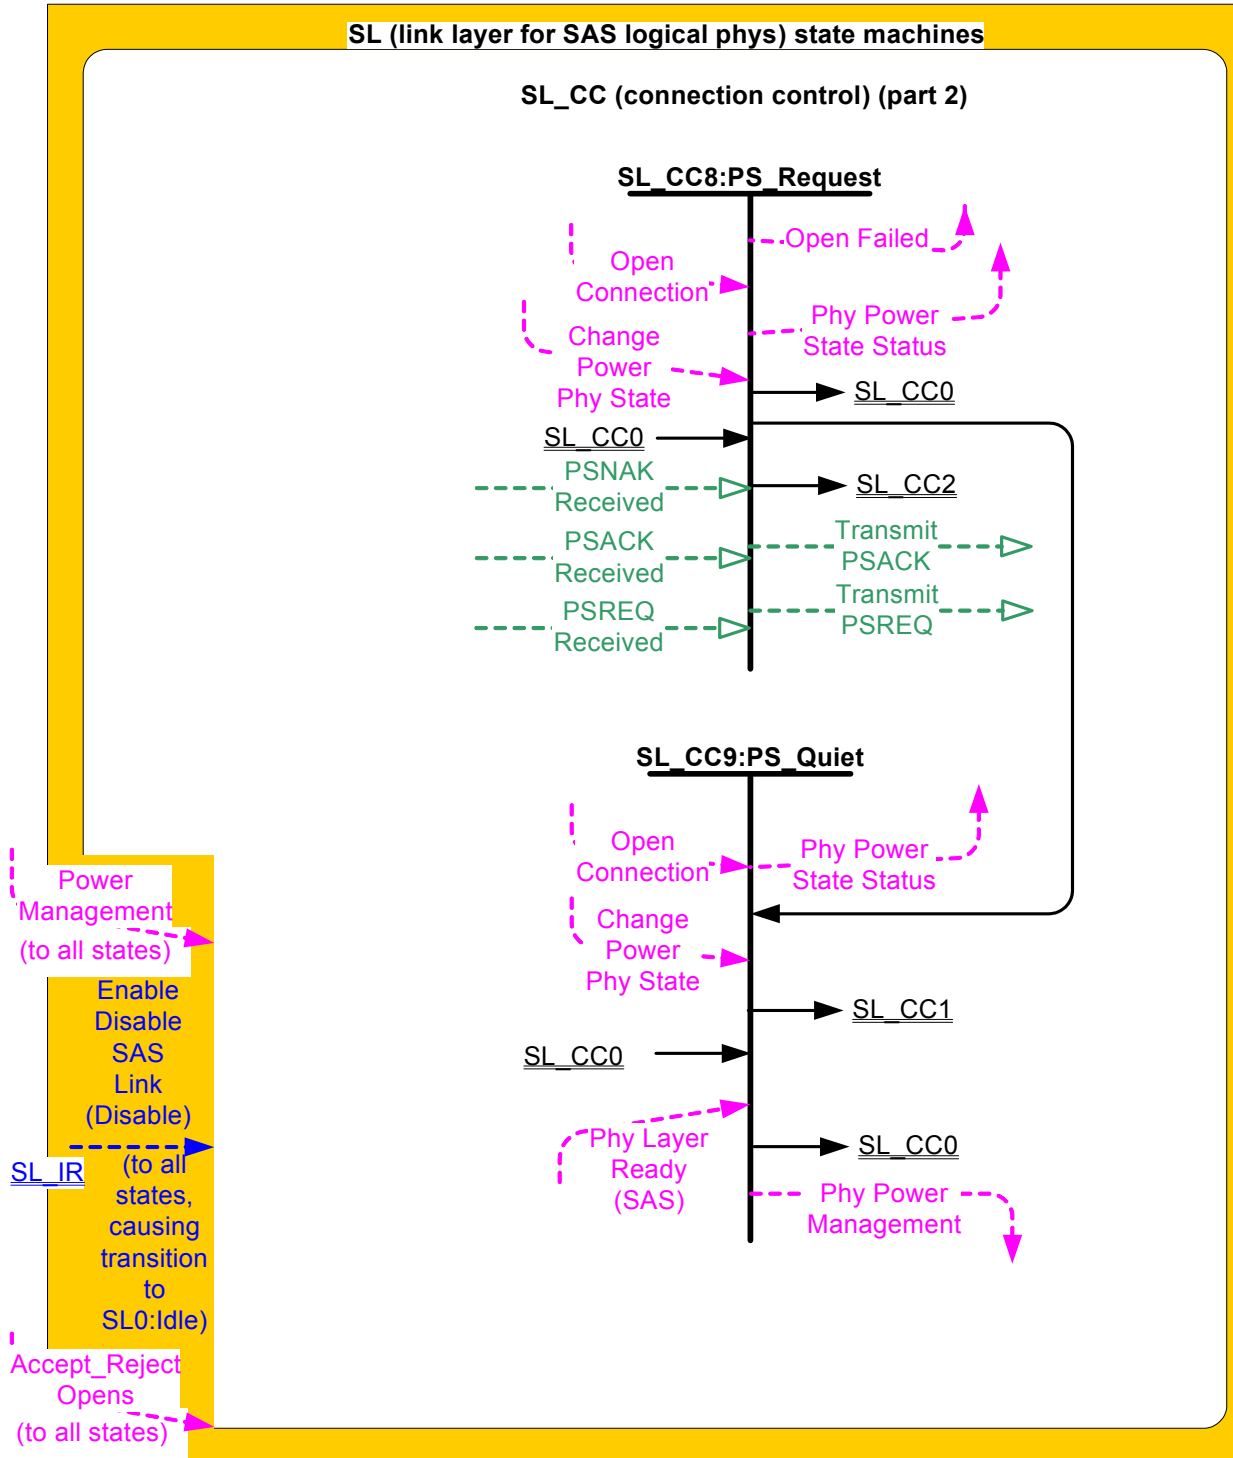 SL (link layer for SAS logical phys) state machines
SL_CC (connection control) (part 2)
SL_CC8:PS_Request
Open Failed
Open
Connection
Phy Power
State Status
Change
Power
Phy State
SL_CC0
SL_CC0
PSNAK
Received
SL_CC2
PSACK
Received
Transmit
PSACK
PSREQ
Received
Transmit
PSREQ
SL_CC9:PS_Quiet
Open
Connection
Phy Power
State Status
Change
Power
Phy State
SL_CC1
SL_CC0
Phy Layer
Ready
(SAS)
SL_CC0
Phy Power
Management
Power
Management
(to all states)
Enable
Disable
SAS
Link
(Disable)
SL_IR
(to all
states,
causing
transition
to
SL0:Idle)
Accept_Reject
Opens
(to all states)